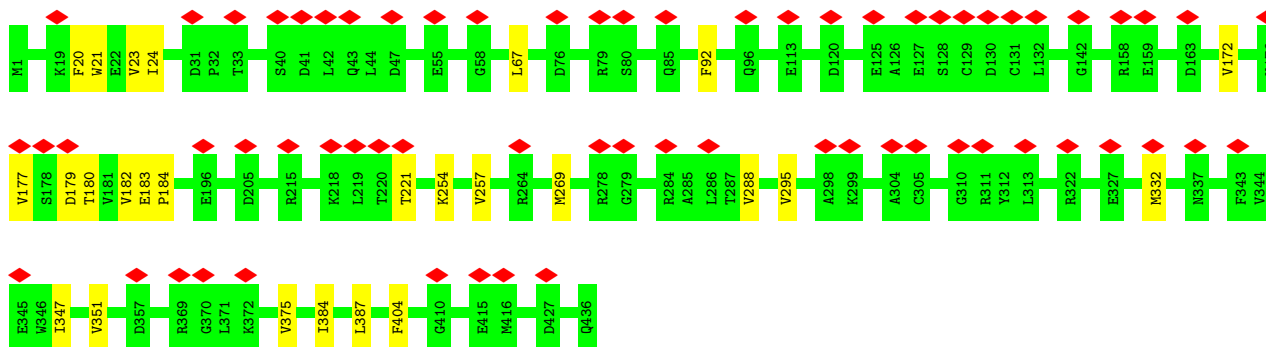 M1 K19 F20 W21 E22 V23 I24 D31 P32 T33 S40 D41 L42 Q43 L44 D47 E55 G58 L67 D76 R79 S80 Q85 F92 Q96 E113 D120 E125 A126 E127 S128 C129 D130 C131 L132 G142 R158 E159 D163 V172
V177 S178 D179 T180 V181 V182 E183 P184 E196 D205 R215 K218 L219 T220 T221 K254 V257 M269 R264 R278 G279 R284 A285 L286 T287 V288 V295 A298 K299 A304 C305 G310 R311 Y312 L313 R322 E327 M332 N337 F343 V344
E345 W346 I347 V351 D357 R369 G370 L371 K372 V375 I384 L387 F404 G410 E415 M416 D427 Q436